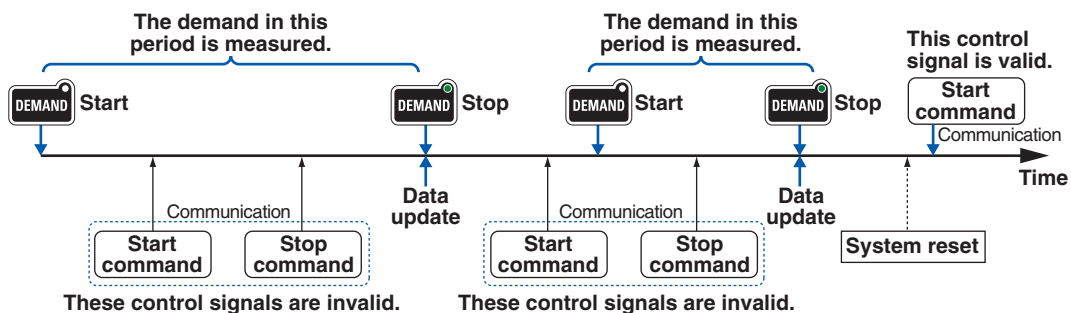 The demand in this
period is measured.
The demand in this
period is measured.
This control
signal is valid.
DEMAND Start
DEMAND Stop
DEMAND Start
DEMAND Stop
Start
command
Communication
Time
Data
update
Data
update
Communication
Start
command
Stop
command
Communication
Start
command
Stop
command
System reset
These control signals are invalid.
These control signals are invalid.